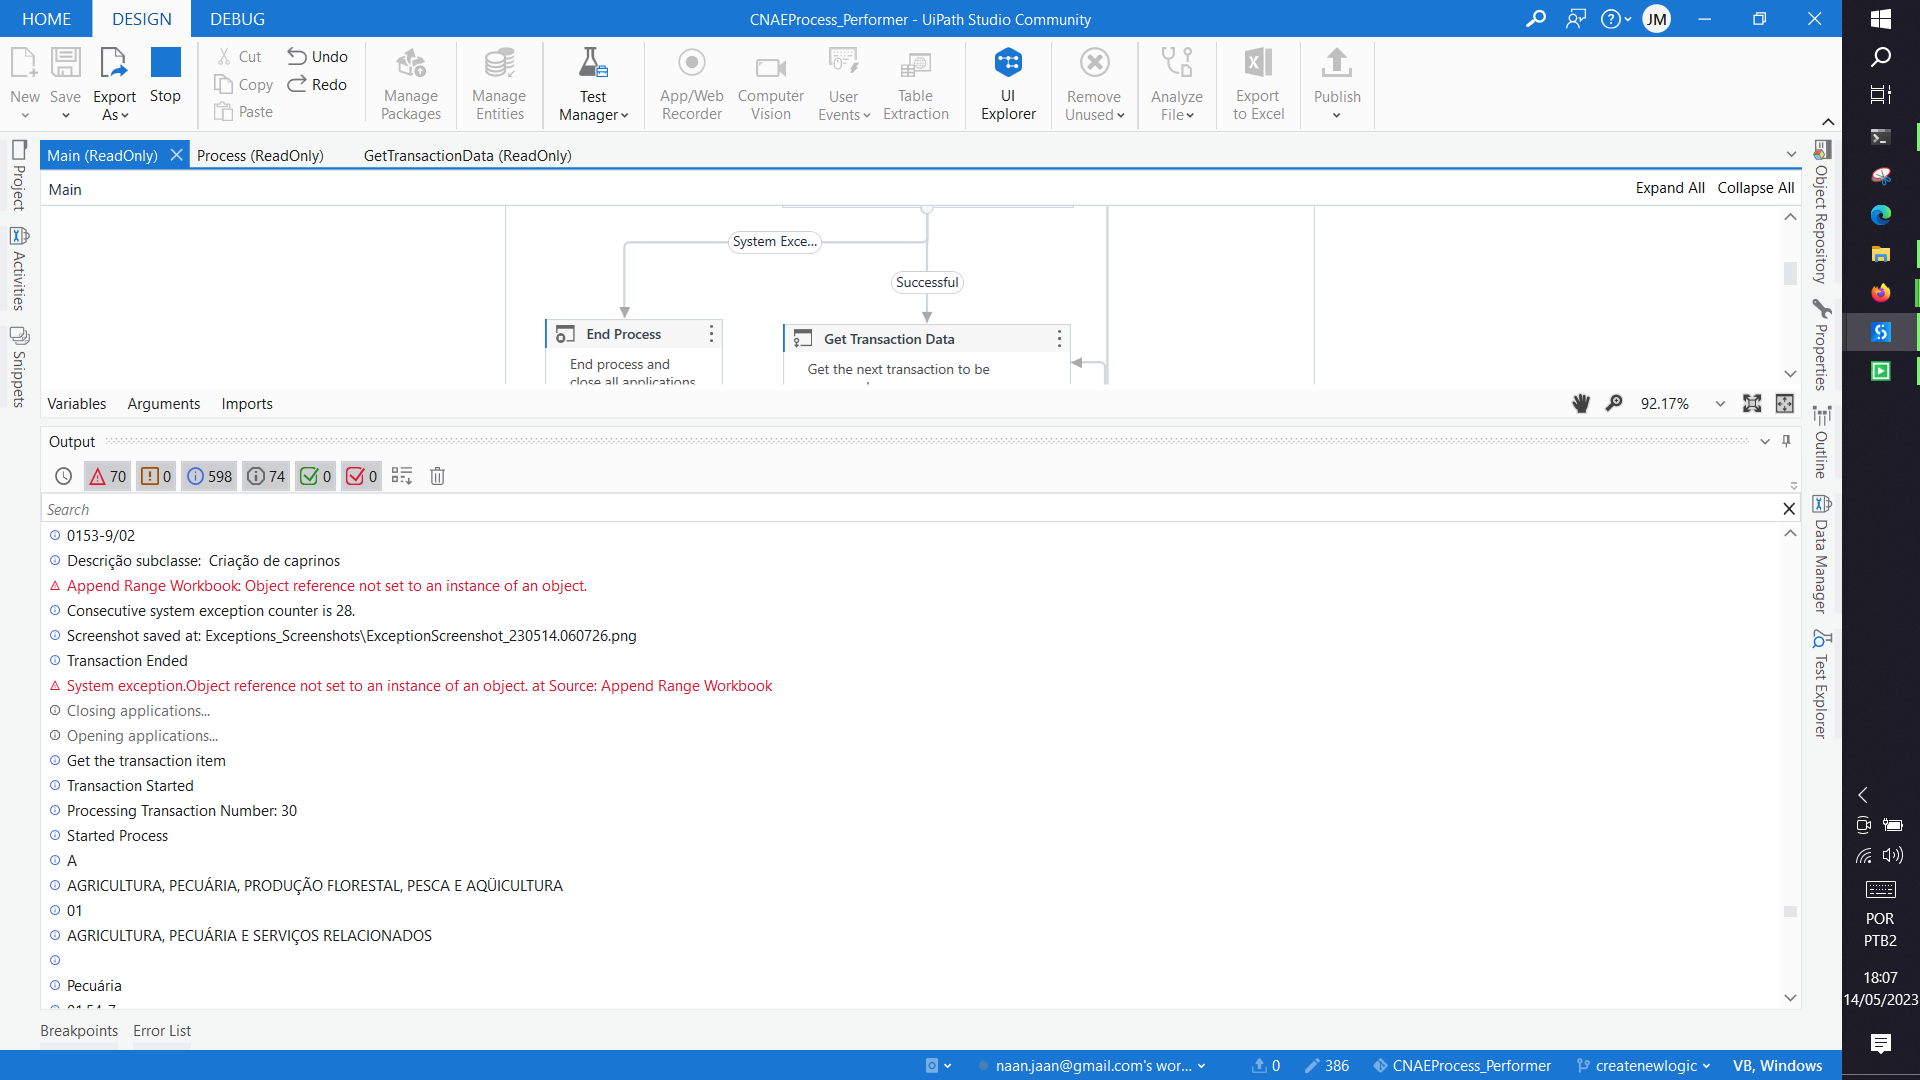 HOME DESIGN DEBUG CNAEProcess_Performer - UiPath Studio Community JM
New Save Export As Stop Cut Copy Paste Undo Redo Manage Packages Manage Entities Test Manager App/Web Recorder Computer Vision User Events Table Extraction UI Explorer Remove Unused Analyze File Export to Excel Publish
Main (ReadOnly) Process (ReadOnly) GetTransactionData (ReadOnly)
Main Expand All Collapse All
Project
Activities
Snippets
System Exce...
Successful
End Process
End process and
close all applications
Get Transaction Data
Get the next transaction to be
Variables Arguments Imports 92.17%
Output
70 0 598 74 0 0
Search
0153-9/02
Descrição subclasse: Criação de caprinos
Append Range Workbook: Object reference not set to an instance of an object.
Consecutive system exception counter is 28.
Screenshot saved at: Exceptions_Screenshots\ExceptionScreenshot_230514.060726.png
Transaction Ended
System exception.Object reference not set to an instance of an object. at Source: Append Range Workbook
Closing applications...
Opening applications...
Get the transaction item
Transaction Started
Processing Transaction Number: 30
Started Process
A
AGRICULTURA, PECUÁRIA, PRODUÇÃO FLORESTAL, PESCA E AQÜICULTURA
01
AGRICULTURA, PECUÁRIA E SERVIÇOS RELACIONADOS
Pecuária
Breakpoints Error List
Object Repository
Properties
Outline
Data Manager
Test Explorer
naan.jaan@gmail.com's wor... 0 386 CNAEProcess_Performer createnewlogic VB, Windows
POR
PTB2
18:07
14/05/2023